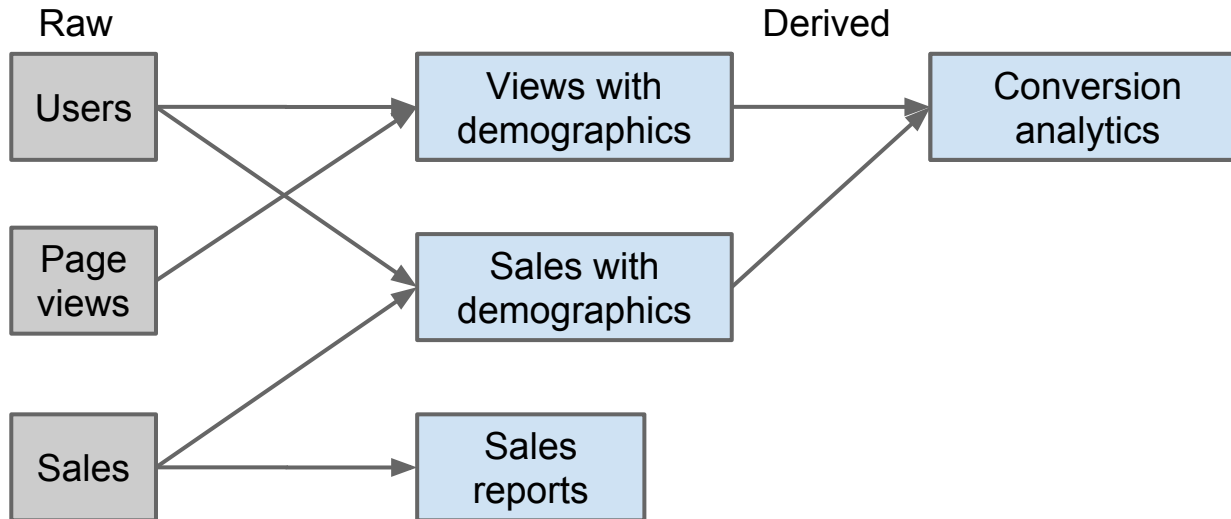 Raw
Derived
Users
Views with
demographics
Conversion
analytics
Page
views
Sales with
demographics
Sales
Sales
reports